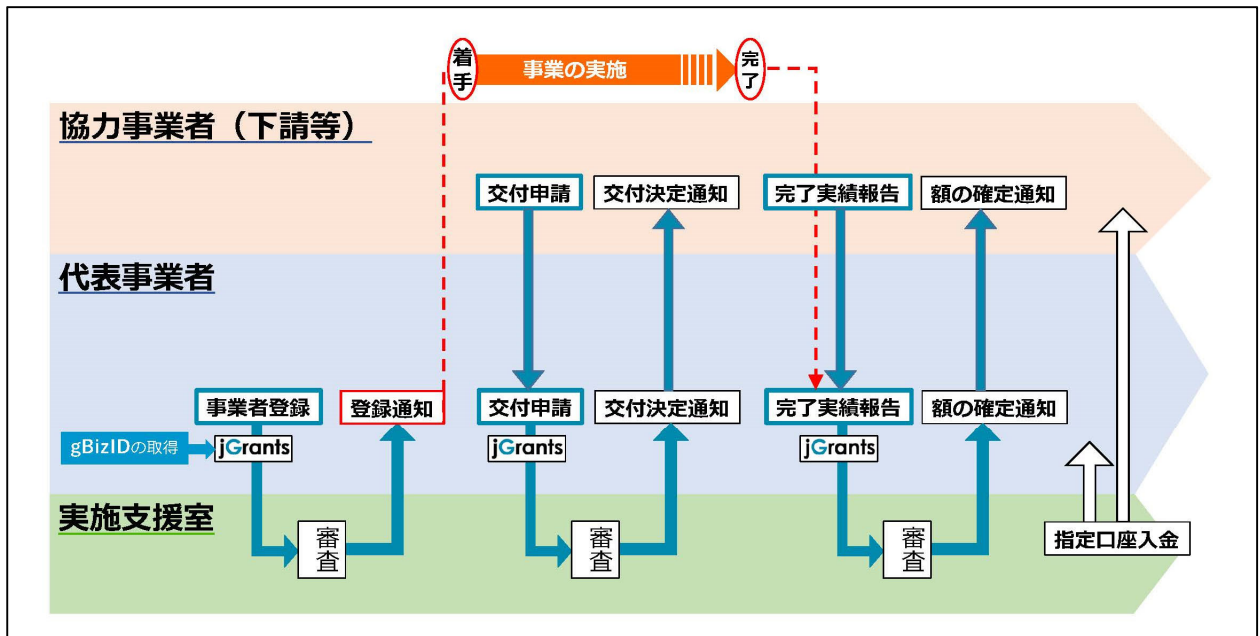 着手
事業の実施
完了
協力事業者（下請等）
交付申請
交付決定通知
完了実績報告
額の確定通知
代表事業者
事業者登録
登録通知
交付申請
交付決定通知
完了実績報告
額の確定通知
gBizIDの取得
jGrants
jGrants
jGrants
実施支援室
審査
審査
審査
指定口座入金